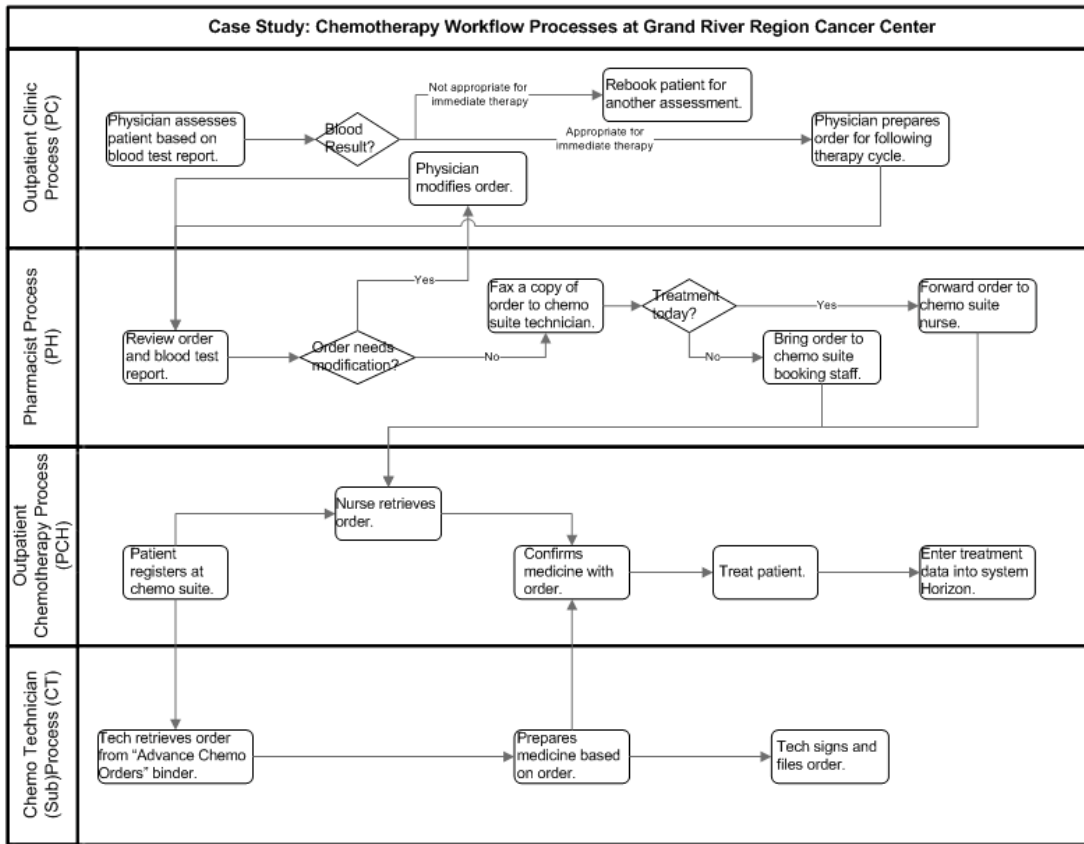 Case Study: Chemotherapy Workflow Processes at Grand River Region Cancer Center
Outpatient Clinic
Process (PC)
Physician assesses
patient based on
blood test report.
Blood
Result?
Not appropriate for
immediate therapy
Rebook patient for
another assessment.
Appropriate for
immediate therapy
Physician prepares
order for following
therapy cycle.
Physician
modifies order.
Pharmacist Process
(PH)
Review order
and blood test
report.
Order needs
modification?
Yes
No
Fax a copy of
order to chemo
suite technician.
Treatment
today?
Yes
No
Forward order to
chemo suite
nurse.
Bring order to
chemo suite
booking staff.
Outpatient
Chemotherapy Process
(PCH)
Patient
registers at
chemo suite.
Nurse retrieves
order.
Confirms
medicine with
order.
Treat patient.
Enter treatment
data into system
Horizon.
Chemo Technician
(Sub)Process (CT)
Tech retrieves order
from “Advance Chemo
Orders” binder.
Prepares
medicine based
on order.
Tech signs and
files order.